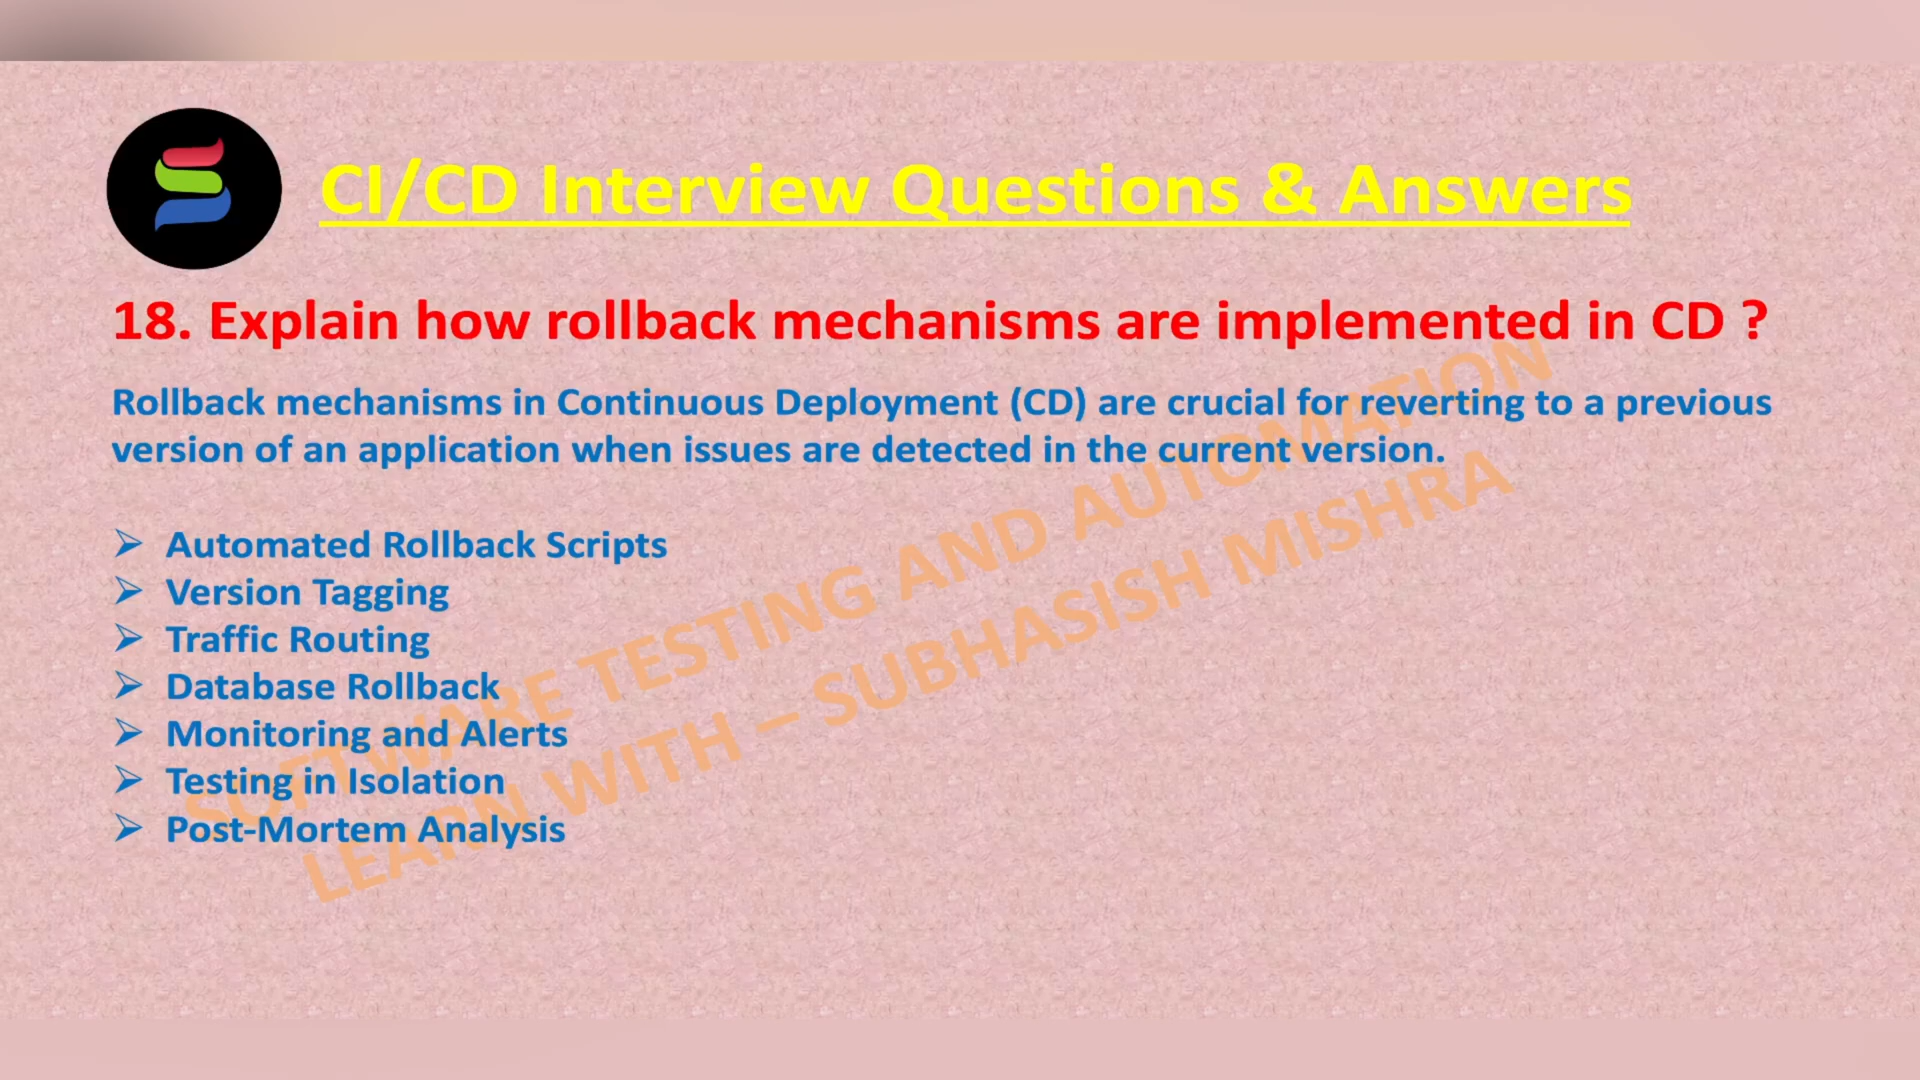 CI/CD Interview Questions & Answers
18. Explain how rollback mechanisms are implemented in CD ?
Rollback mechanisms in Continuous Deployment (CD) are crucial for reverting to a previous
version of an application when issues are detected in the current version.
➢ Automated Rollback Scripts
➢ Version Tagging
➢ Traffic Routing
➢ Database Rollback
➢ Monitoring and Alerts
➢ Testing in Isolation
➢ Post-Mortem Analysis
SOFTWARE TESTING AND AUTOMATION
LEARN WITH – SUBHASISH MISHRA